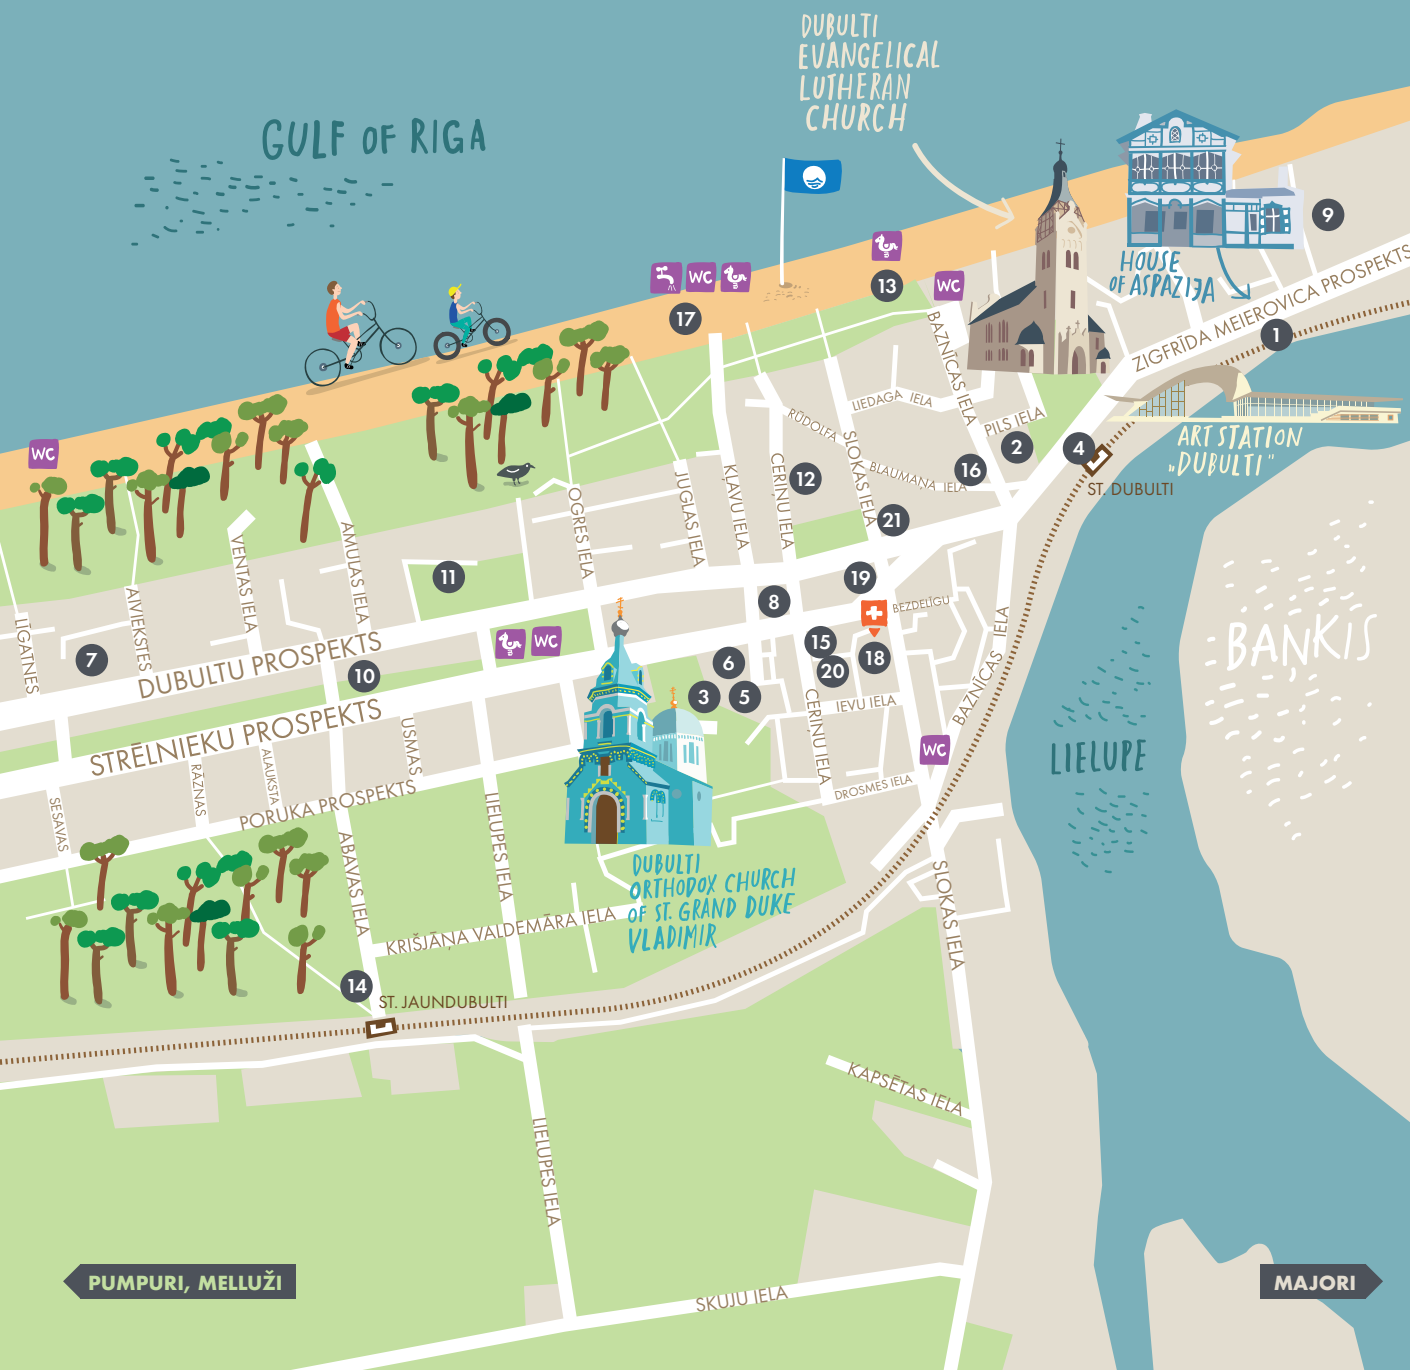 DUBULTI
EVANGELICAL
LUTHERAN
CHURCH
GULF OF RIGA
9
HOUSE
OF ASPAZIJA
WC
13
WC
17
ZIGFRĪDA MEIEROVICA PROSPEKTS
1
BAZNĪCAS IELA
LIEDAGA IELA
PILS IELA
RŪDOLFA
BLAUMAŅA IELA
2
4
ART STATION
„DUBULTI"
ST. DUBULTI
16
12
SLOKAS IELA
21
WC
CERIŅU IELA
KĻAVU IELA
JUGLAS IELA
OGRES IELA
AMULAS IELA
VENTAS IELA
AIVIEKSTES
LĪGATNES
11
19
8
BEZDELĪGU
18
15
20
6
3
5
7
WC
10
DUBULTU PROSPEKTS
STRĒLNIEKU PROSPEKTS
PORUKA PROSPEKTS
USMAS
ALAUKSTA
RĀZNAS
SESAVAS
ABAVAS IELA
LIELUPES IELA
CERIŅU IELA
IEVU IELA
DROSMES IELA
WC
BAZNĪCAS IELA
BAŅKIS
LIELUPE
DUBULTI
ORTHODOX CHURCH
OF ST. GRAND DUKE
VLADIMIR
KRIŠJĀŅA VALDEMĀRA IELA
14
ST. JAUNDUBULTI
SLOKAS IELA
KAPSĒTAS IELA
LIELUPES IELA
SKUJU IELA
PUMPURI, MELLUŽI
MAJORI